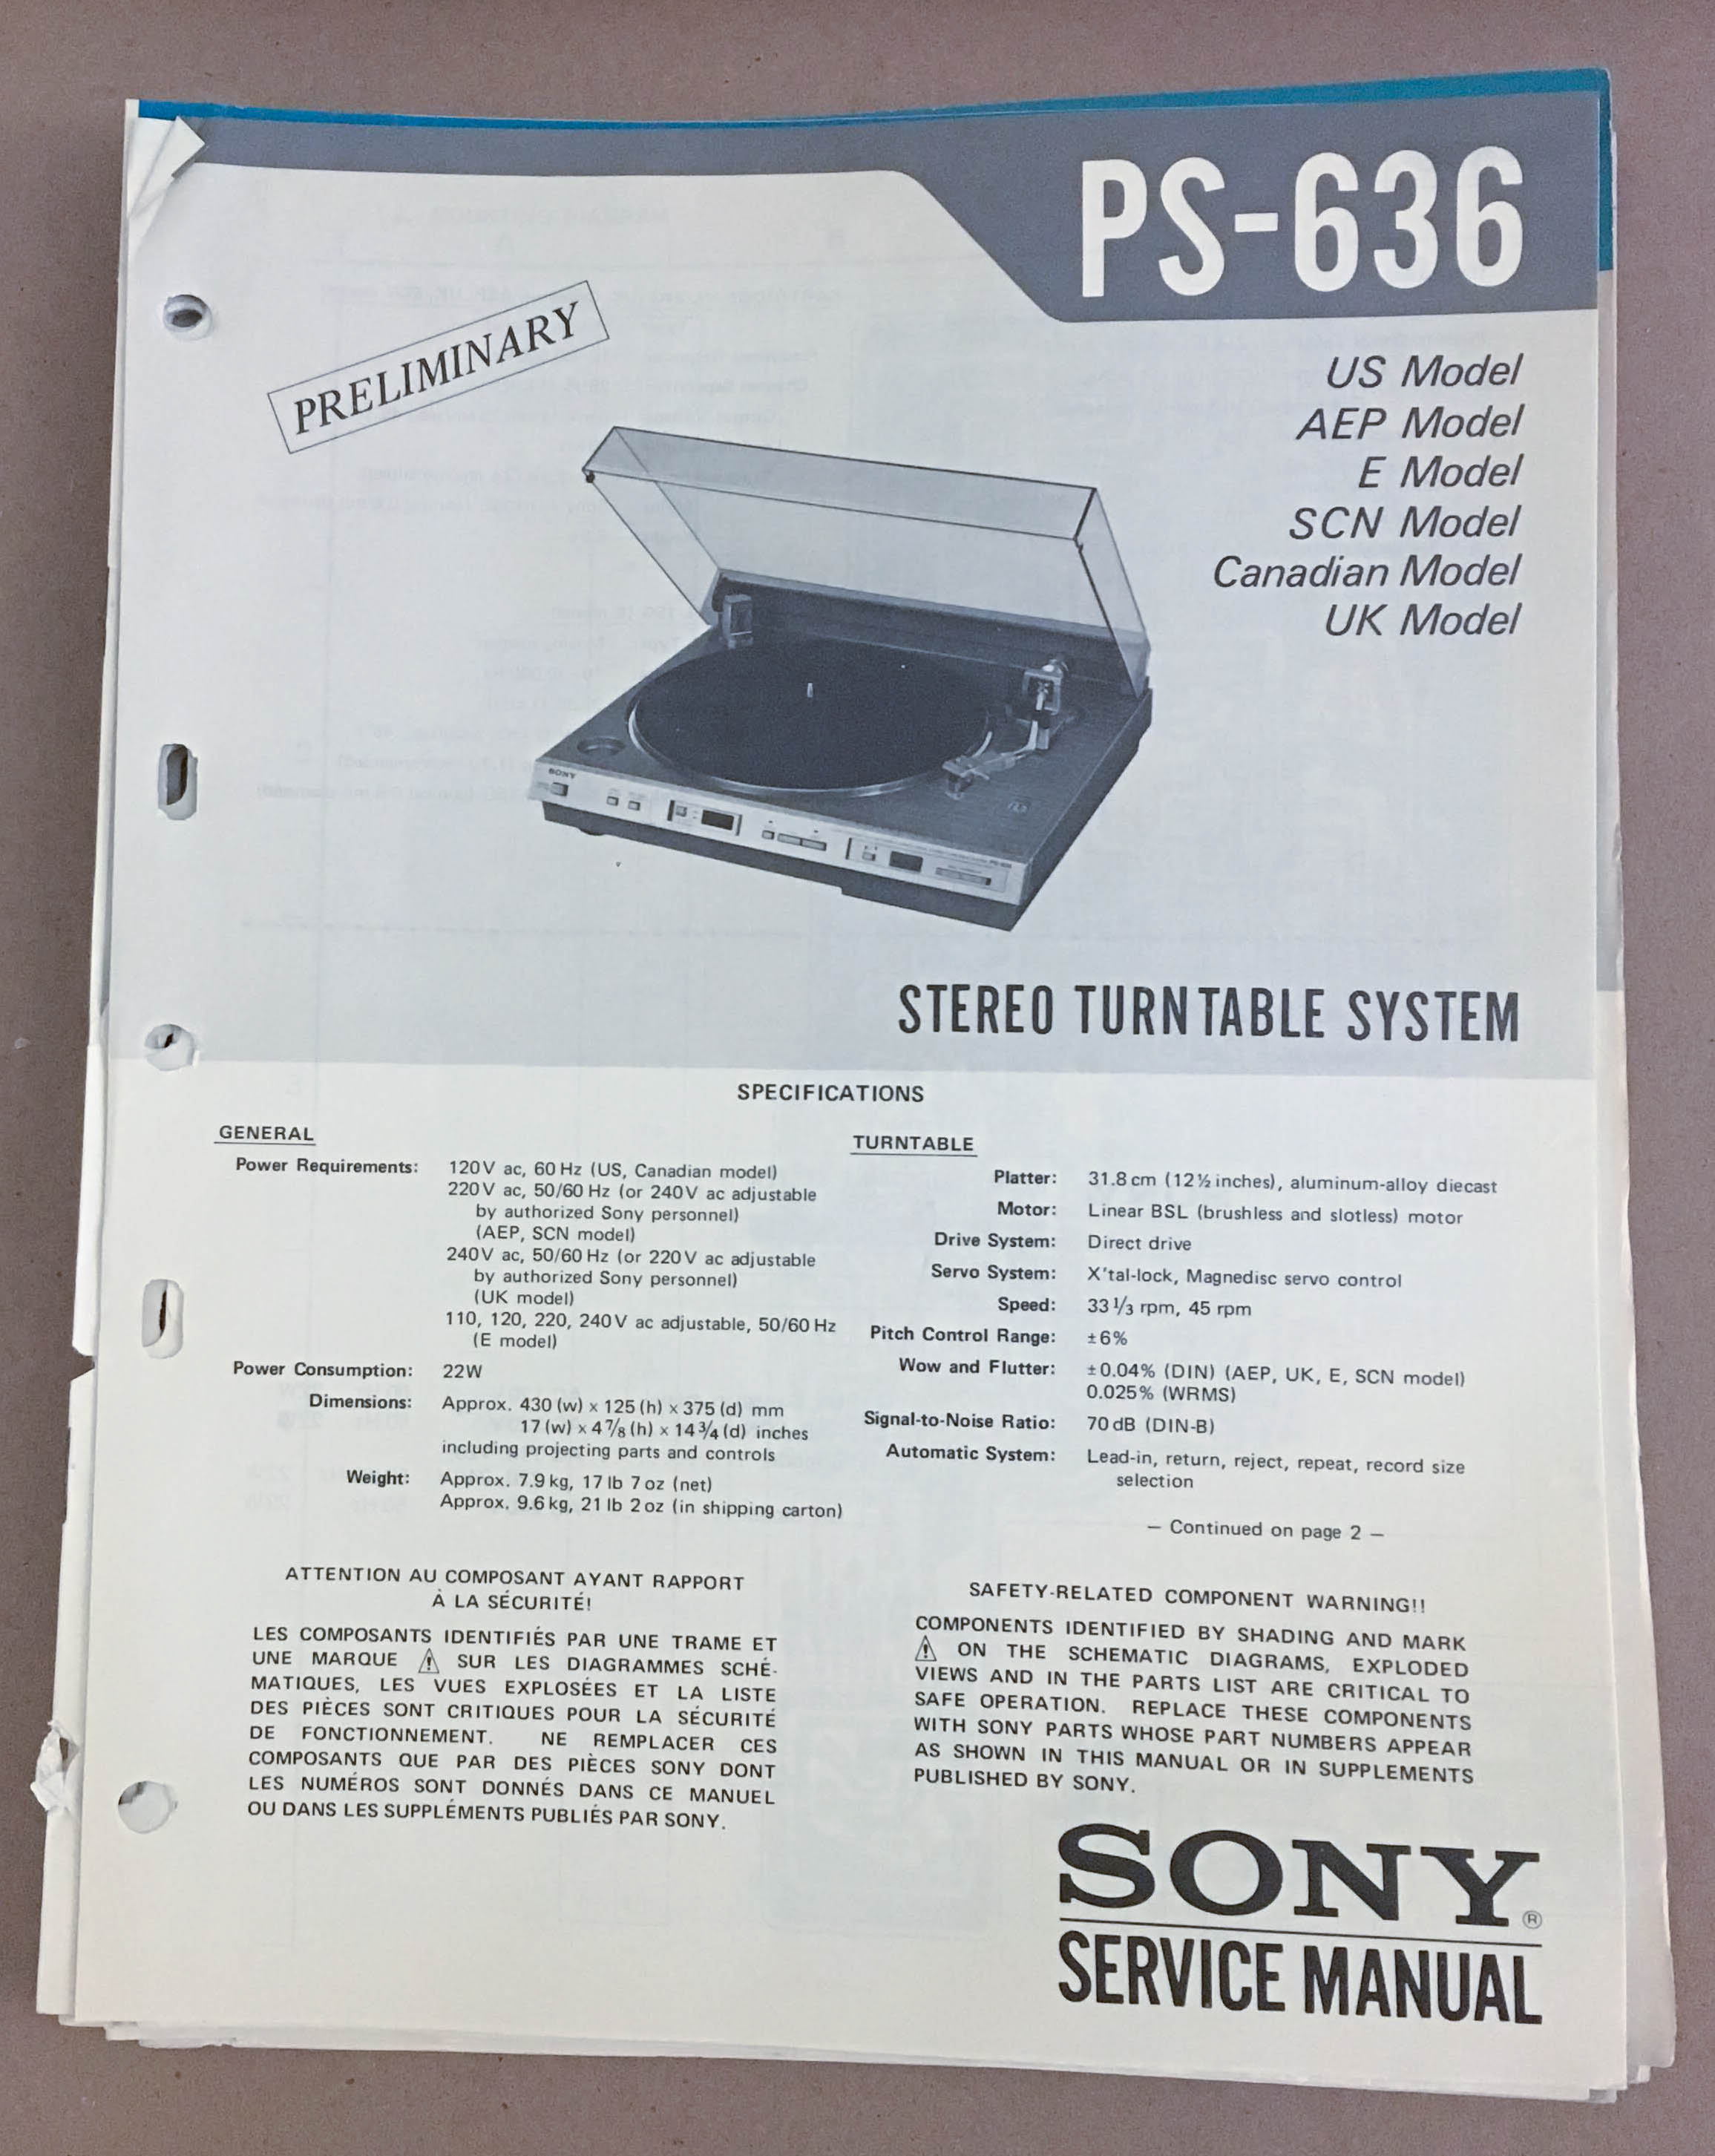 PS-636
PRELIMINARY
US Model
AEP Model
E Model
SCN Model
Canadian Model
UK Model
SONY
STEREO TURNTABLE SYSTEM
SPECIFICATIONS
GENERAL
Power Requirements: 120V ac, 60 Hz (US, Canadian model)
220V ac, 50/60 Hz (or 240V ac adjustable
by authorized Sony personnel)
(AEP, SCN model)
240V ac, 50/60 Hz (or 220V ac adjustable
by authorized Sony personnel)
(UK model)
110, 120, 220, 240V ac adjustable, 50/60 Hz
(E model)
Power Consumption: 22W
Dimensions: Approx. 430 (w) x 125 (h) x 375 (d) mm
17 (w) x 4⅞ (h) x 14¾ (d) inches
including projecting parts and controls
Weight: Approx. 7.9 kg, 17 lb 7 oz (net)
Approx. 9.6 kg, 21 lb 2 oz (in shipping carton)
TURNTABLE
Platter: 31.8 cm (12½ inches), aluminum-alloy diecast
Motor: Linear BSL (brushless and slotless) motor
Drive System: Direct drive
Servo System: X'tal-lock, Magnedisc servo control
Speed: 33⅓ rpm, 45 rpm
Pitch Control Range: ±6%
Wow and Flutter: ±0.04% (DIN) (AEP, UK, E, SCN model)
0.025% (WRMS)
Signal-to-Noise Ratio: 70 dB (DIN-B)
Automatic System: Lead-in, return, reject, repeat, record size
selection
— Continued on page 2 —
ATTENTION AU COMPOSANT AYANT RAPPORT
À LA SÉCURITÉ!
LES COMPOSANTS IDENTIFIÉS PAR UNE TRAME ET
UNE MARQUE ⚠ SUR LES DIAGRAMMES SCHÉ-
MATIQUES, LES VUES EXPLOSÉES ET LA LISTE
DES PIÈCES SONT CRITIQUES POUR LA SÉCURITÉ
DE FONCTIONNEMENT. NE REMPLACER CES
COMPOSANTS QUE PAR DES PIÈCES SONY DONT
LES NUMÉROS SONT DONNÉS DANS CE MANUEL
OU DANS LES SUPPLÉMENTS PUBLIÉS PAR SONY.
SAFETY-RELATED COMPONENT WARNING!!
COMPONENTS IDENTIFIED BY SHADING AND MARK
⚠ ON THE SCHEMATIC DIAGRAMS, EXPLODED
VIEWS AND IN THE PARTS LIST ARE CRITICAL TO
SAFE OPERATION. REPLACE THESE COMPONENTS
WITH SONY PARTS WHOSE PART NUMBERS APPEAR
AS SHOWN IN THIS MANUAL OR IN SUPPLEMENTS
PUBLISHED BY SONY.
SONY®
SERVICE MANUAL